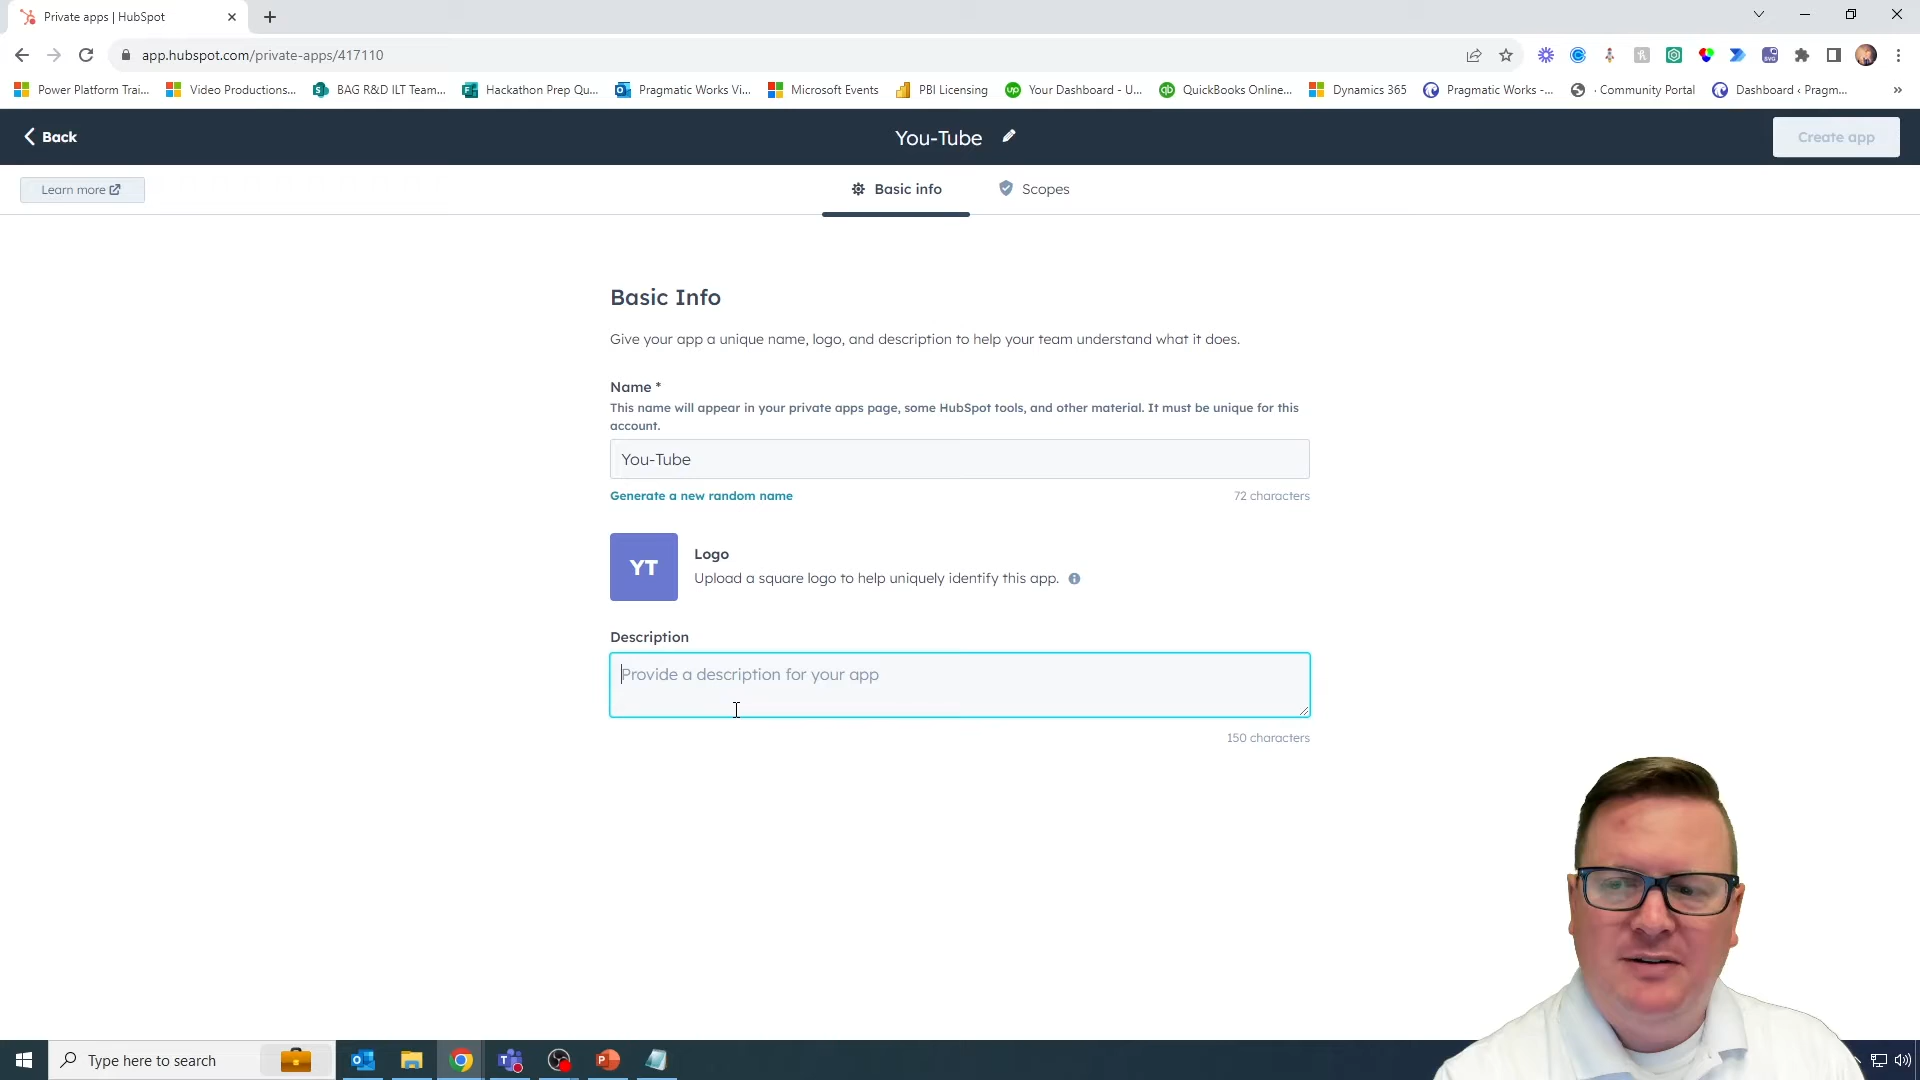 Private apps | HubSpot
app.hubspot.com/private-apps/417110
Power Platform Trai...
Video Productions...
BAG R&D ILT Team...
Hackathon Prep Qu...
Pragmatic Works Vi...
Microsoft Events
PBI Licensing
Your Dashboard - U...
QuickBooks Online...
Dynamics 365
Pragmatic Works -...
· Community Portal
Dashboard ‹ Pragm...
»
Back
You-Tube
Create app
Learn more
Basic info
Scopes
Basic Info
Give your app a unique name, logo, and description to help your team understand what it does.
Name *
This name will appear in your private apps page, some HubSpot tools, and other material. It must be unique for this
account.
You-Tube
Generate a new random name
72 characters
YT
Logo
Upload a square logo to help uniquely identify this app.
Description
Provide a description for your app
150 characters
Type here to search